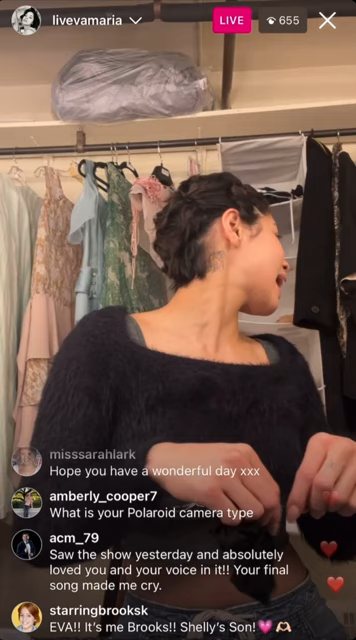 livevamaria
LIVE
655
misssarahlark
Hope you have a wonderful day xxx
amberly_cooper7
What is your Polaroid camera type
acm_79
Saw the show yesterday and absolutely
loved you and your voice in it!! Your final
song made me cry.
starringbrooksk
EVA!! It's me Brooks!! Shelly's Son!💗🫶🏼